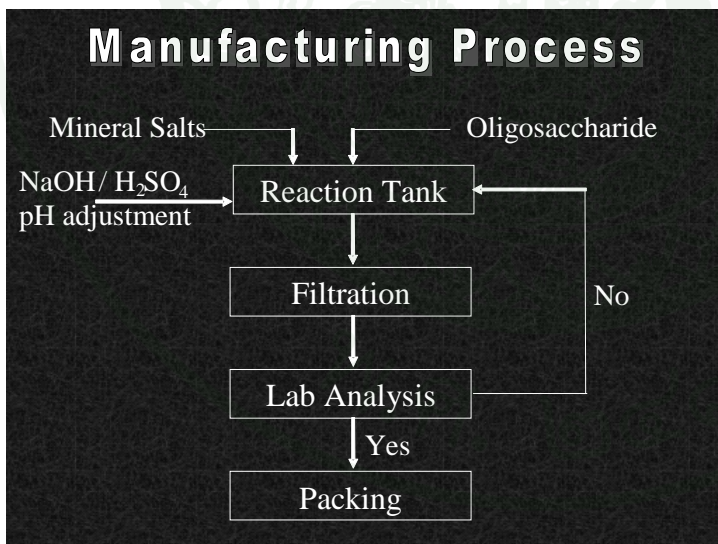 Manufacturing Process
Mineral Salts
Oligosaccharide
NaOH/ H₂SO₄
pH adjustment
Reaction Tank
Filtration
No
Lab Analysis
Yes
Packing